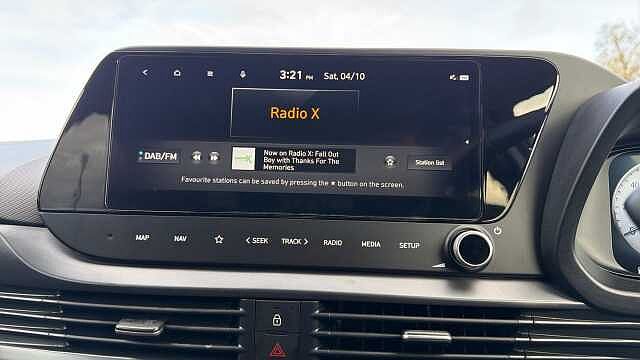 3:21 PM
Sat, 04/10
Radio X
DAB/FM
Now on Radio X: Fall Out
Boy with Thanks For The
Memories
Station list
Favourite stations can be saved by pressing the ★ button on the screen.
MAP
NAV
SEEK
TRACK
RADIO
MEDIA
SETUP